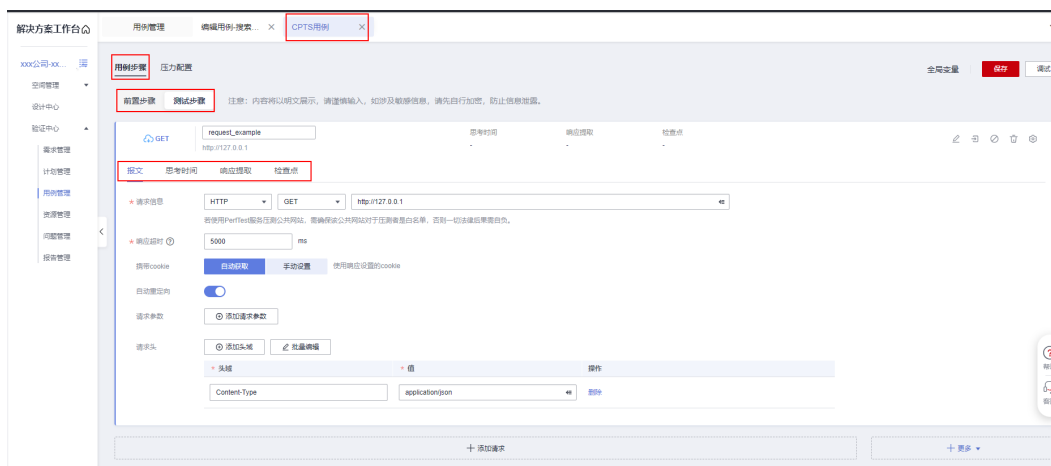 解决方案工作台
用例管理
编辑用例-搜索...
CPTS用例
xxx公司-xx...
空间管理
设计中心
验证中心
需求管理
计划管理
用例管理
资源管理
问题管理
报告管理
用例步骤
压力配置
全局变量
保存
调试
前置步骤
测试步骤
注意：内容将以明文展示，请谨慎输入，如涉及敏感信息，请先自行加密，防止信息泄露。
GET
request_example
http://127.0.0.1
思考时间
-
响应提取
-
检查点
-
报文
思考时间
响应提取
检查点
* 请求信息
HTTP
GET
http://127.0.0.1
若使用PerfTest服务压测公共网站，需确保该公共网站对于压测者是白名单，否则一切法律后果需自负。
* 响应超时
5000
ms
携带cookie
自动获取
手动设置
使用响应设置的cookie
自动重定向
请求参数
添加请求参数
请求头
添加头域
批量编辑
* 头域
* 值
操作
Content-Type
application/json
删除
添加请求
更多